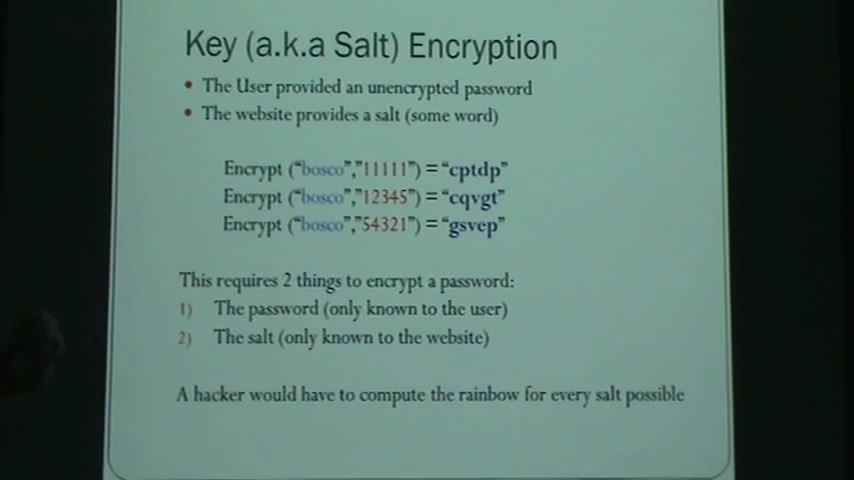 Key (a.k.a Salt) Encryption
• The User provided an unencrypted password
• The website provides a salt (some word)
Encrypt (“bosco”,”11111”) = “cptdp”
Encrypt (“bosco”,”12345”) = “cqvgt”
Encrypt (“bosco”,”54321”) = “gsvep”
This requires 2 things to encrypt a password:
1) The password (only known to the user)
2) The salt (only known to the website)
A hacker would have to compute the rainbow for every salt possible